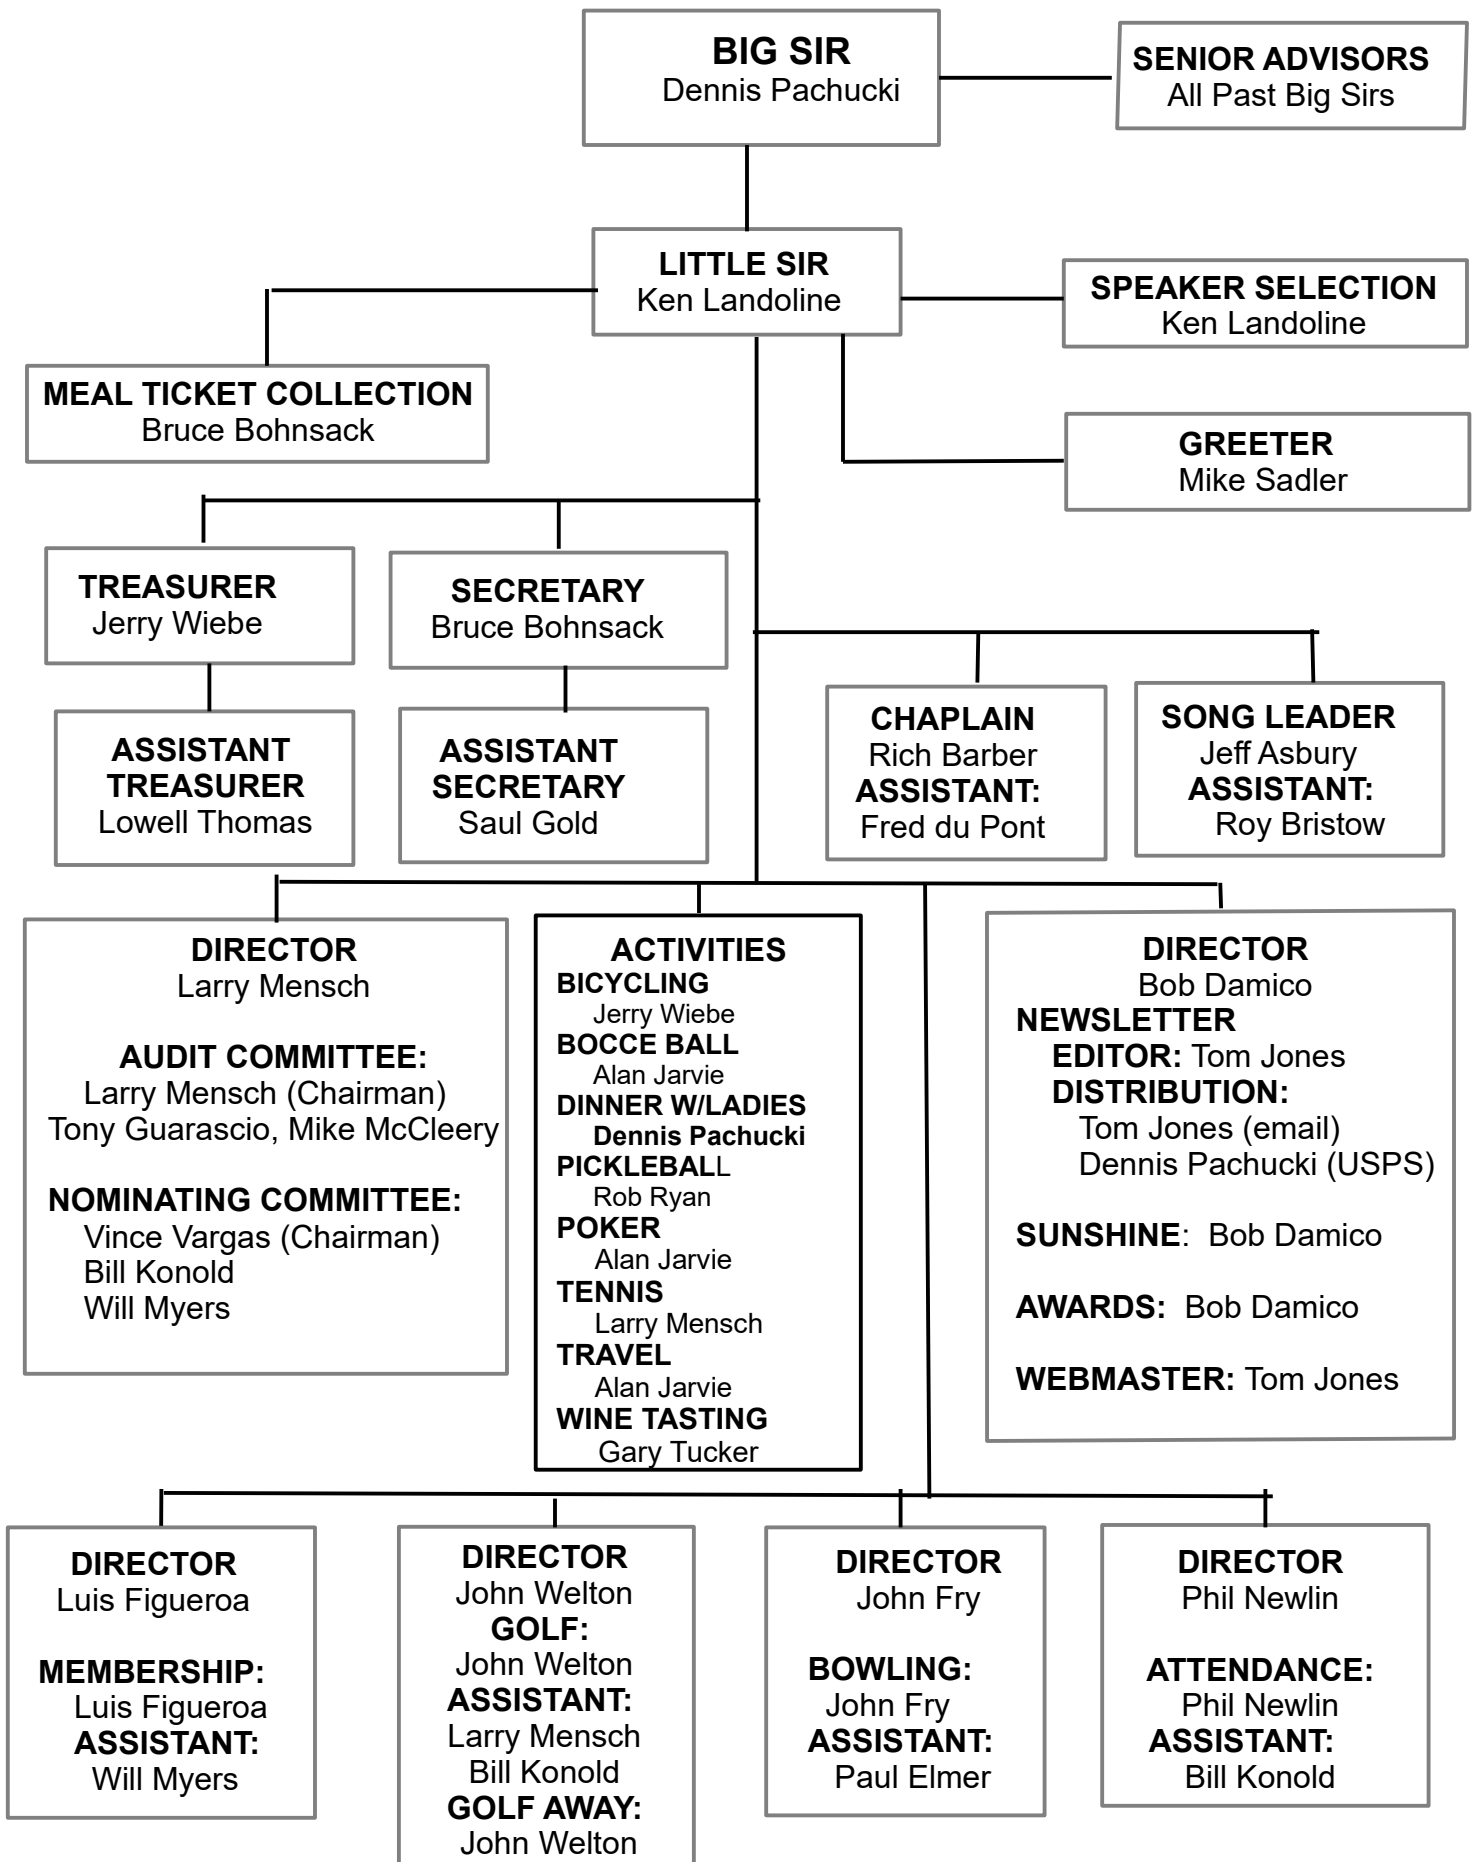 BIG SIR
Dennis Pachucki
SENIOR ADVISORS
All Past Big Sirs
LITTLE SIR
Ken Landoline
SPEAKER SELECTION
Ken Landoline
MEAL TICKET COLLECTION
Bruce Bohnsack
GREETER
Mike Sadler
TREASURER
Jerry Wiebe
SECRETARY
Bruce Bohnsack
ASSISTANT
TREASURER
Lowell Thomas
ASSISTANT
SECRETARY
Saul Gold
CHAPLAIN
Rich Barber
ASSISTANT:
Fred du Pont
SONG LEADER
Jeff Asbury
ASSISTANT:
Roy Bristow
DIRECTOR
Larry Mensch
AUDIT COMMITTEE:
Larry Mensch (Chairman)
Tony Guarascio, Mike McCleery
NOMINATING COMMITTEE:
Vince Vargas (Chairman)
Bill Konold
Will Myers
ACTIVITIES
BICYCLING
Jerry Wiebe
BOCCE BALL
Alan Jarvie
DINNER W/LADIES
Dennis Pachucki
PICKLEBALL
Rob Ryan
POKER
Alan Jarvie
TENNIS
Larry Mensch
TRAVEL
Alan Jarvie
WINE TASTING
Gary Tucker
DIRECTOR
Bob Damico
NEWSLETTER
EDITOR: Tom Jones
DISTRIBUTION:
Tom Jones (email)
Dennis Pachucki (USPS)
SUNSHINE: Bob Damico
AWARDS: Bob Damico
WEBMASTER: Tom Jones
DIRECTOR
Luis Figueroa
MEMBERSHIP:
Luis Figueroa
ASSISTANT:
Will Myers
DIRECTOR
John Welton
GOLF:
John Welton
ASSISTANT:
Larry Mensch
Bill Konold
GOLF AWAY:
John Welton
DIRECTOR
John Fry
BOWLING:
John Fry
ASSISTANT:
Paul Elmer
DIRECTOR
Phil Newlin
ATTENDANCE:
Phil Newlin
ASSISTANT:
Bill Konold